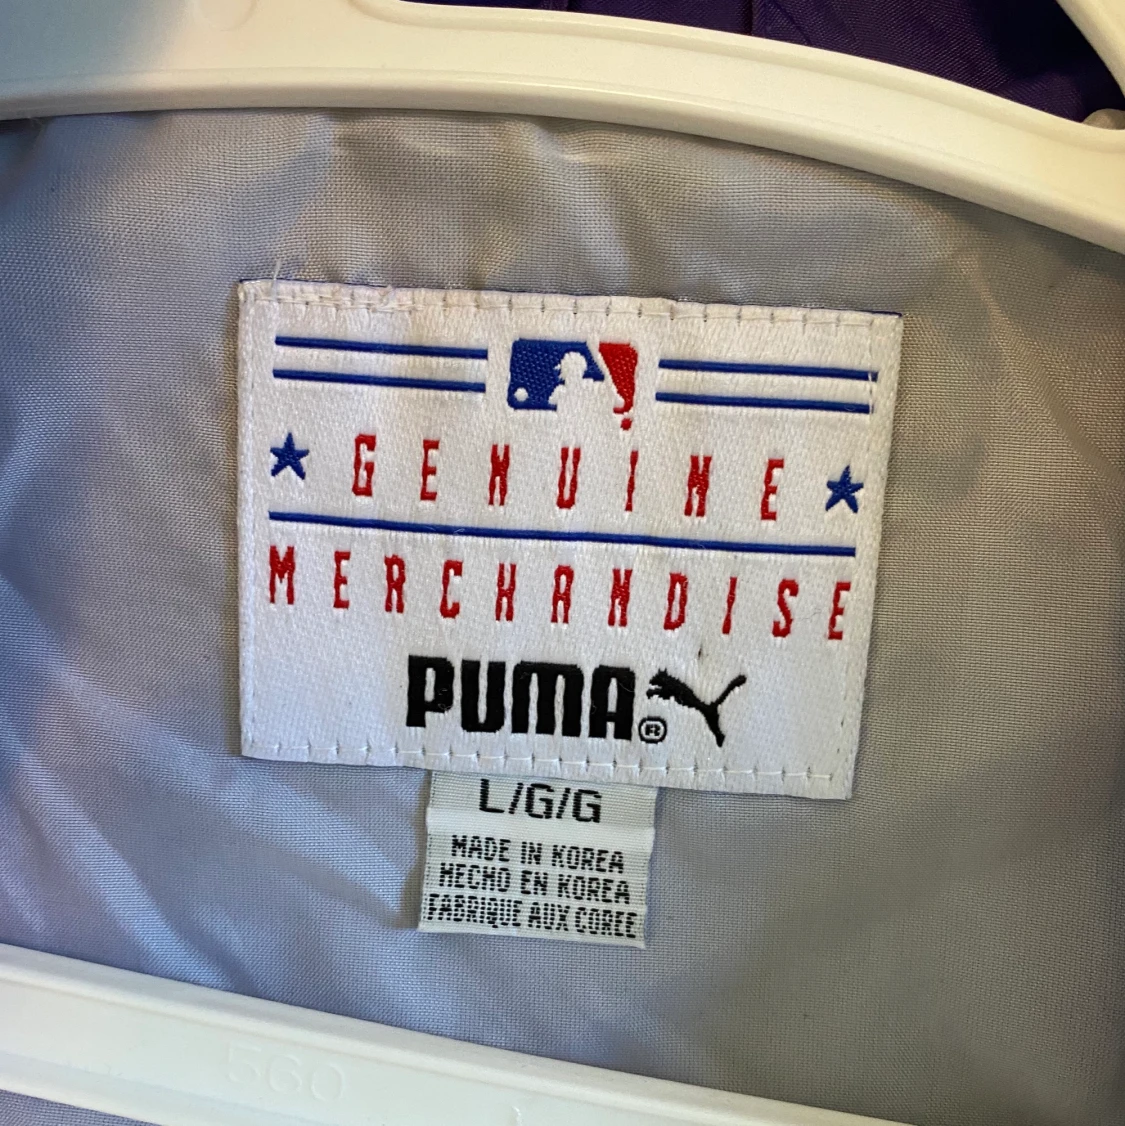 GENUINE
MERCHANDISE
PUMA®
L/G/G
MADE IN KOREA
HECHO EN KOREA
FABRIQUE AUX COREE
560